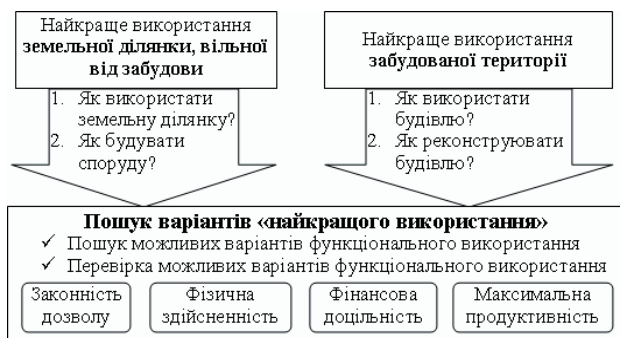 Найкраще використання
земельної ділянки, вільної
від забудови
Найкраще використання
забудованої території
1. Як використати
земельну ділянку?
2. Як будувати
споруду?
1. Як використати
будівлю?
2. Як реконструювати
будівлю?
Пошук варіантів «найкращого використання»
✓ Пошук можливих варіантів функціонального використання
✓ Перевірка можливих варіантів функціонального використання
Законність
дозволу
Фізична
здійсненність
Фінансова
доцільність
Максимальна
продуктивність